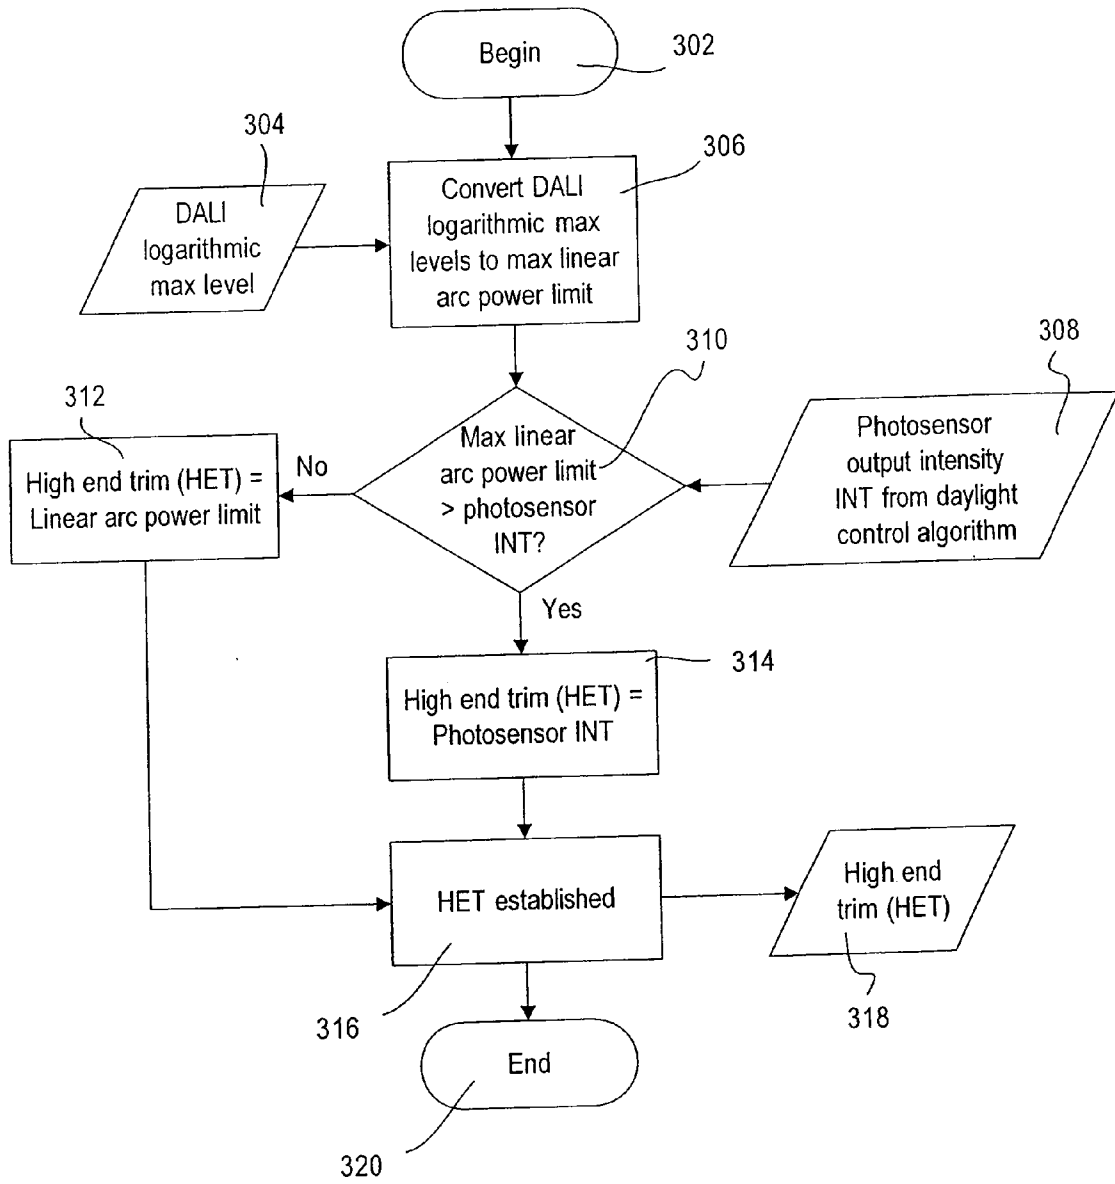 Begin
302
304
306
DALI
logarithmic
max level
Convert DALI
logarithmic max
levels to max linear
arc power limit
310
308
312
High end trim (HET) =
Linear arc power limit
No
Max linear
arc power limit
> photosensor
INT?
Photosensor
output intensity
INT from daylight
control algorithm
Yes
314
High end trim (HET) =
Photosensor INT
HET established
High end
trim (HET)
316
318
End
320